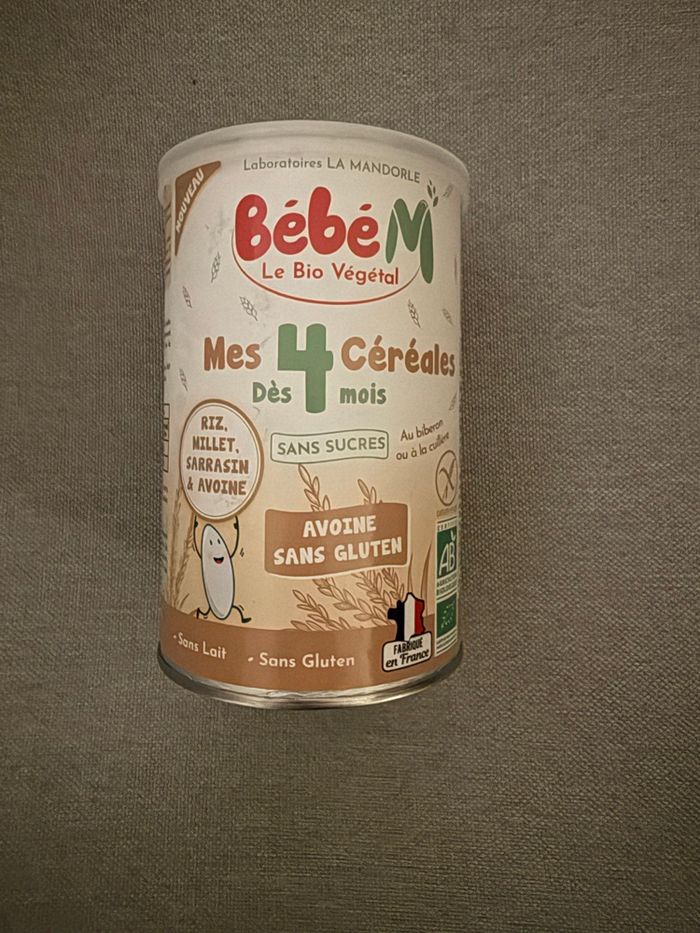 NOUVEAU
Laboratoires LA MANDORLE
BébéM
Le Bio Végétal
Mes 4 Céréales
Dès 4 mois
RIZ,
MILLET,
SARRASIN
& AVOINE
SANS SUCRES
Au biberon
ou à la cuillère
AVOINE
SANS GLUTEN
AB
- Sans Lait
- Sans Gluten
FABRIQUÉ
en France